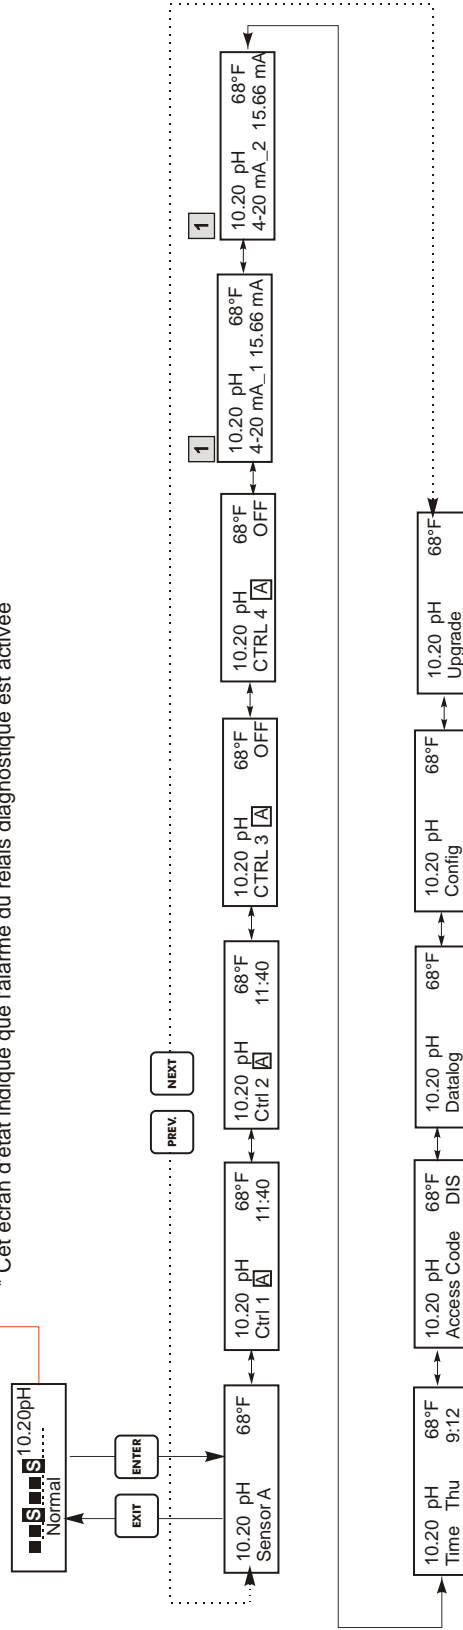 * Cet écran d'état indique que l'alarme du relais diagnostique est activée
S S 10.20pH
Normal
EXIT
ENTER
PREV.
NEXT
10.20 pH 68°F
Sensor A
10.20 pH 68°F
Ctrl 1 A 11:40
10.20 pH 68°F
Ctrl 2 A 11:40
10.20 pH 68°F
CTRL 3 A OFF
10.20 pH 68°F
CTRL 4 A OFF
1
10.20 pH 68°F
4-20 mA_1 15.66 mA
1
10.20 pH 68°F
4-20 mA_2 15.66 mA
10.20 pH 68°F
Time Thu 9:12
10.20 pH 68°F
Access Code DIS
10.20 pH 68°F
Datalog
10.20 pH 68°F
Config
10.20 pH 68°F
Upgrade